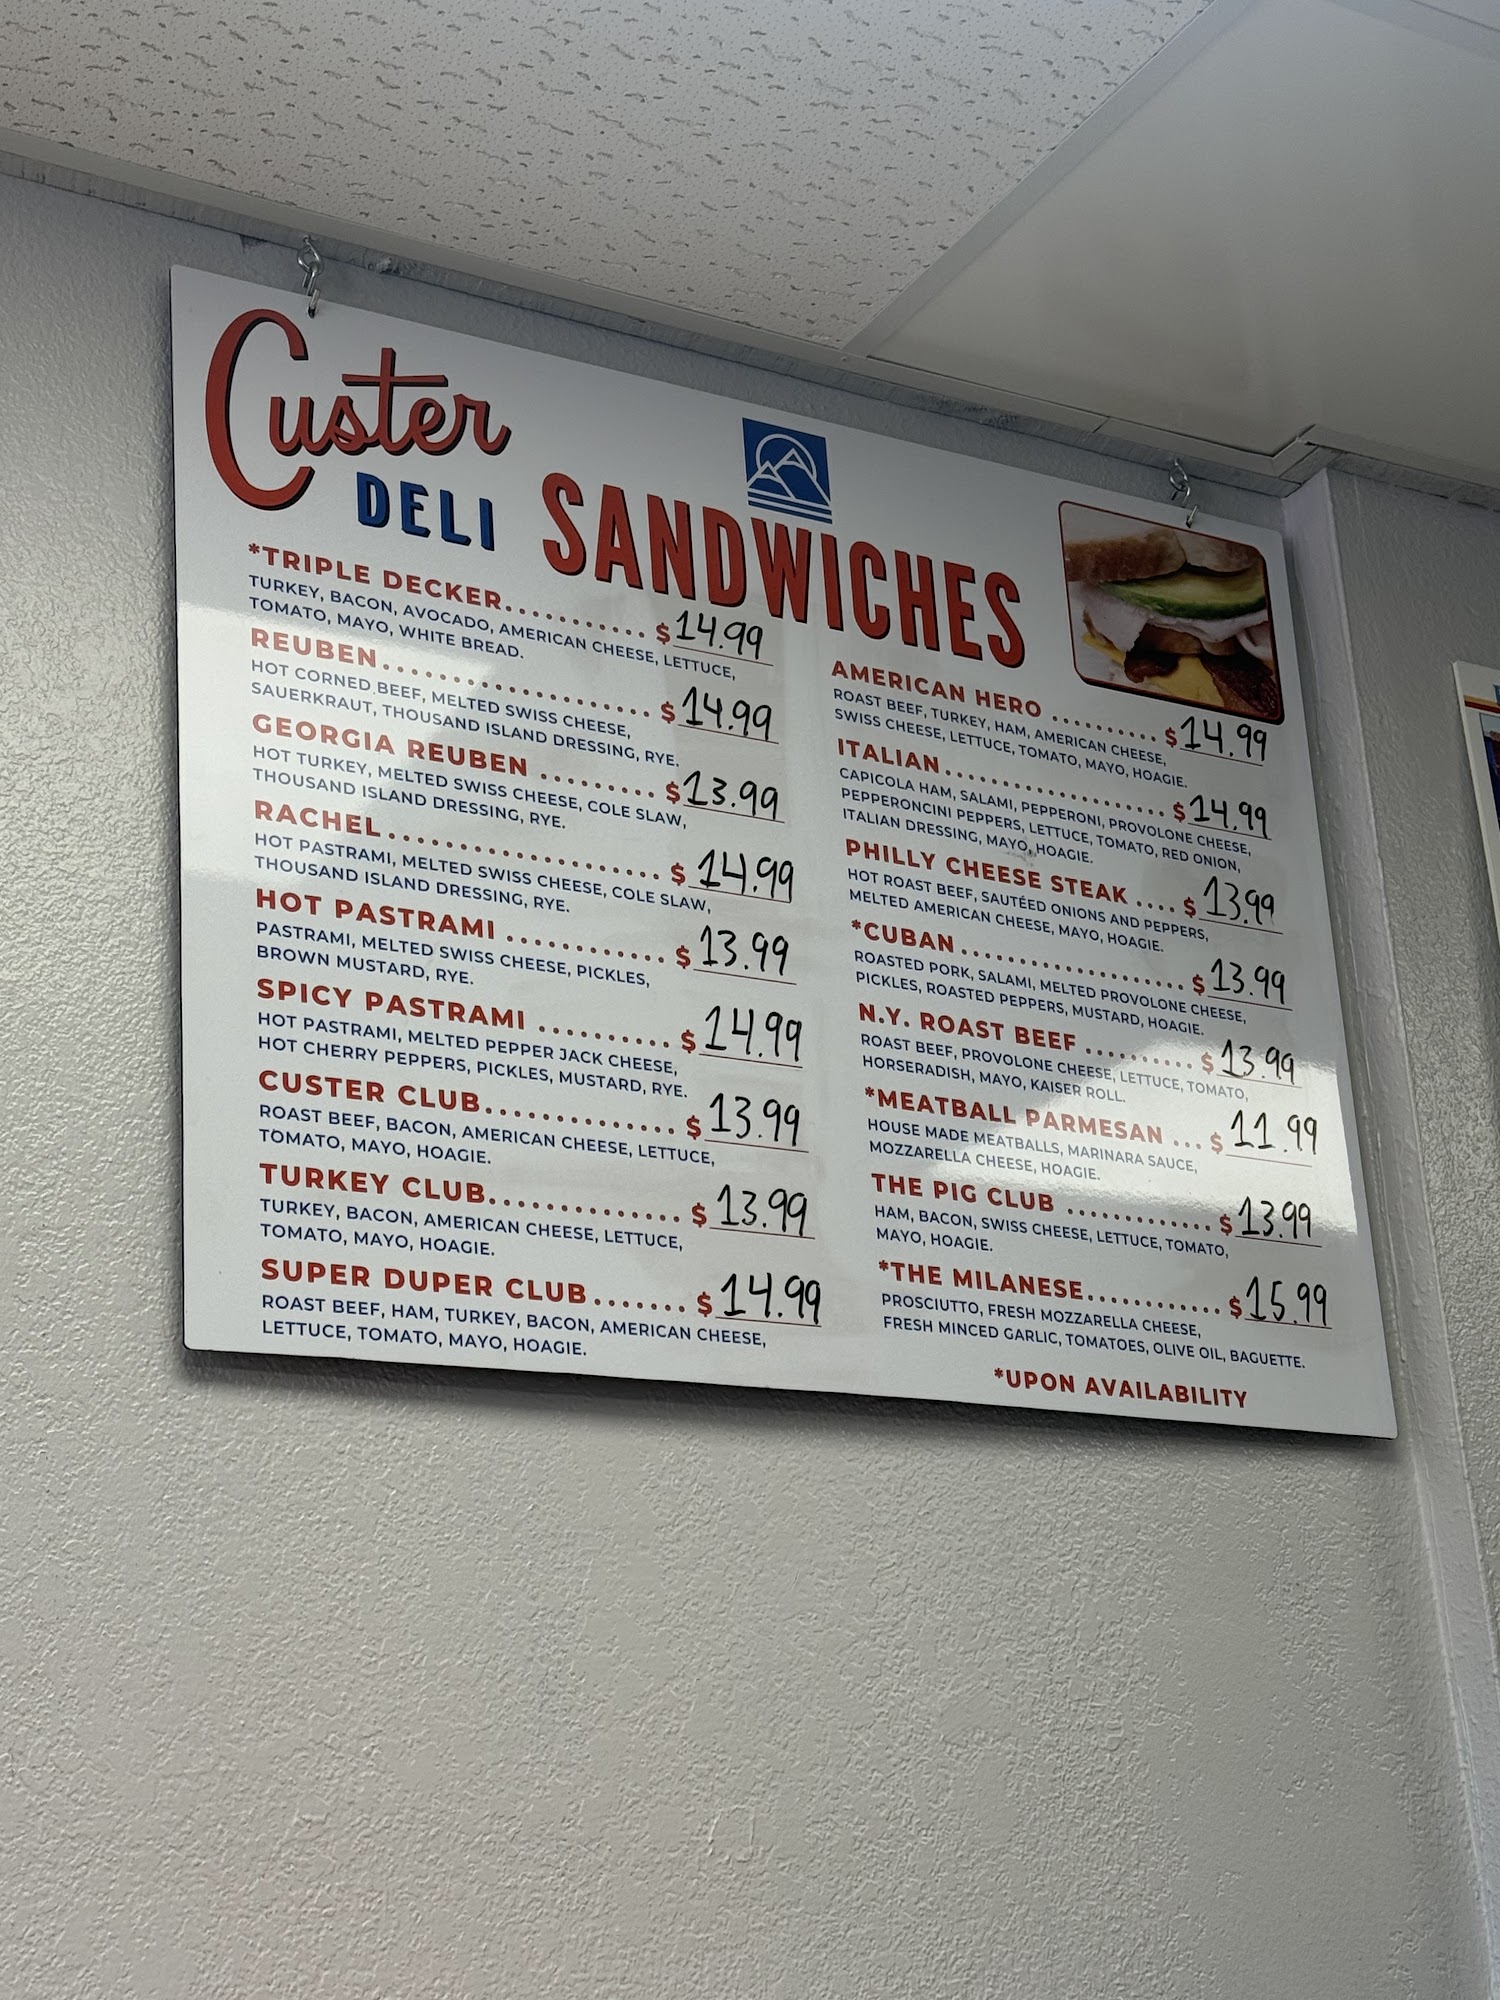 Custer
DELI
SANDWICHES
*TRIPLE DECKER............ $14.99
TURKEY, BACON, AVOCADO, AMERICAN CHEESE, LETTUCE,
TOMATO, MAYO, WHITE BREAD.
REUBEN....................... $14.99
HOT CORNED BEEF, MELTED SWISS CHEESE,
SAUERKRAUT, THOUSAND ISLAND DRESSING, RYE.
GEORGIA REUBEN ......... $13.99
HOT TURKEY, MELTED SWISS CHEESE, COLE SLAW,
THOUSAND ISLAND DRESSING, RYE.
RACHEL....................... $14.99
HOT PASTRAMI, MELTED SWISS CHEESE, COLE SLAW,
THOUSAND ISLAND DRESSING, RYE.
HOT PASTRAMI ............ $13.99
PASTRAMI, MELTED SWISS CHEESE, PICKLES,
BROWN MUSTARD, RYE.
SPICY PASTRAMI .......... $14.99
HOT PASTRAMI, MELTED PEPPER JACK CHEESE,
HOT CHERRY PEPPERS, PICKLES, MUSTARD, RYE.
CUSTER CLUB.............. $13.99
ROAST BEEF, BACON, AMERICAN CHEESE, LETTUCE,
TOMATO, MAYO, HOAGIE.
TURKEY CLUB.............. $13.99
TURKEY, BACON, AMERICAN CHEESE, LETTUCE,
TOMATO, MAYO, HOAGIE.
SUPER DUPER CLUB....... $14.99
ROAST BEEF, HAM, TURKEY, BACON, AMERICAN CHEESE,
LETTUCE, TOMATO, MAYO, HOAGIE.
AMERICAN HERO .......... $14.99
ROAST BEEF, TURKEY, HAM, AMERICAN CHEESE,
SWISS CHEESE, LETTUCE, TOMATO, MAYO, HOAGIE.
ITALIAN..................... $14.99
CAPICOLA HAM, SALAMI, PEPPERONI, PROVOLONE CHEESE,
PEPPERONCINI PEPPERS, LETTUCE, TOMATO, RED ONION,
ITALIAN DRESSING, MAYO, HOAGIE.
PHILLY CHEESE STEAK .... $13.99
HOT ROAST BEEF, SAUTÉED ONIONS AND PEPPERS,
MELTED AMERICAN CHEESE, MAYO, HOAGIE.
*CUBAN..................... $13.99
ROASTED PORK, SALAMI, MELTED PROVOLONE CHEESE,
PICKLES, ROASTED PEPPERS, MUSTARD, HOAGIE.
N.Y. ROAST BEEF .......... $13.99
ROAST BEEF, PROVOLONE CHEESE, LETTUCE, TOMATO,
HORSERADISH, MAYO, KAISER ROLL.
*MEATBALL PARMESAN ... $11.99
HOUSE MADE MEATBALLS, MARINARA SAUCE,
MOZZARELLA CHEESE, HOAGIE.
THE PIG CLUB ............. $13.99
HAM, BACON, SWISS CHEESE, LETTUCE, TOMATO,
MAYO, HOAGIE.
*THE MILANESE............ $15.99
PROSCIUTTO, FRESH MOZZARELLA CHEESE,
FRESH MINCED GARLIC, TOMATOES, OLIVE OIL, BAGUETTE.
*UPON AVAILABILITY